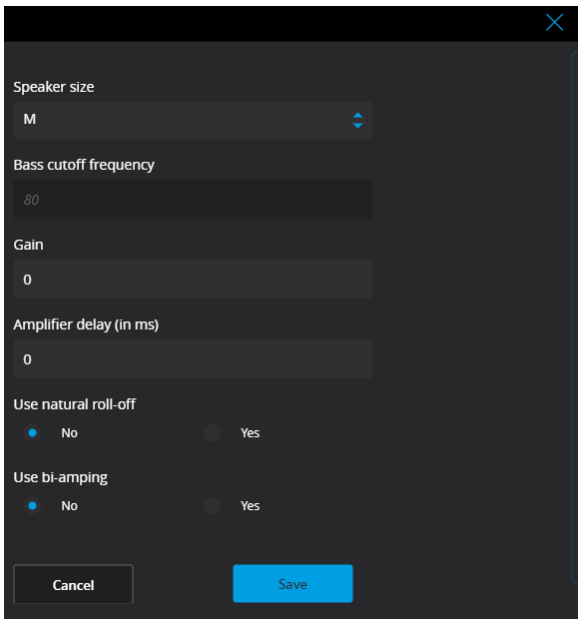 Speaker size
M
Bass cutoff frequency
80
Gain
0
Amplifier delay (in ms)
0
Use natural roll-off
No Yes
Use bi-amping
No Yes
Cancel Save